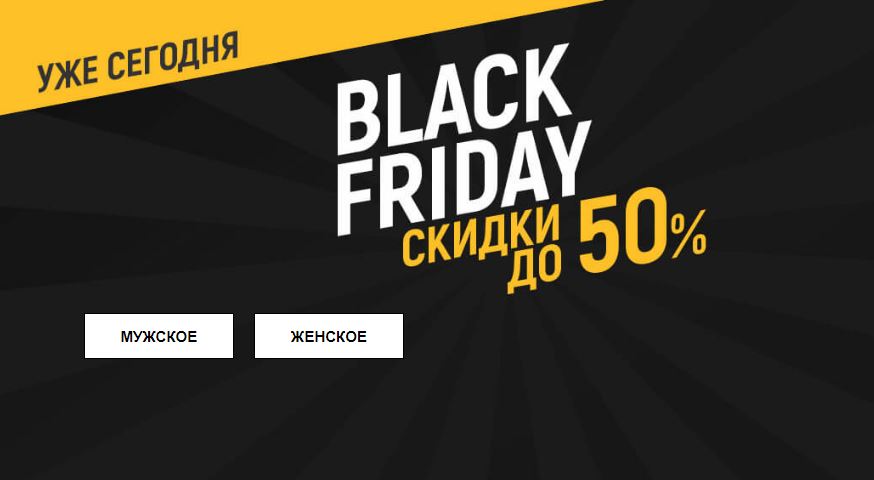 УЖЕ СЕГОДНЯ
BLACK
FRIDAY
СКИДКИ
ДО 50%
МУЖСКОЕ
ЖЕНСКОЕ